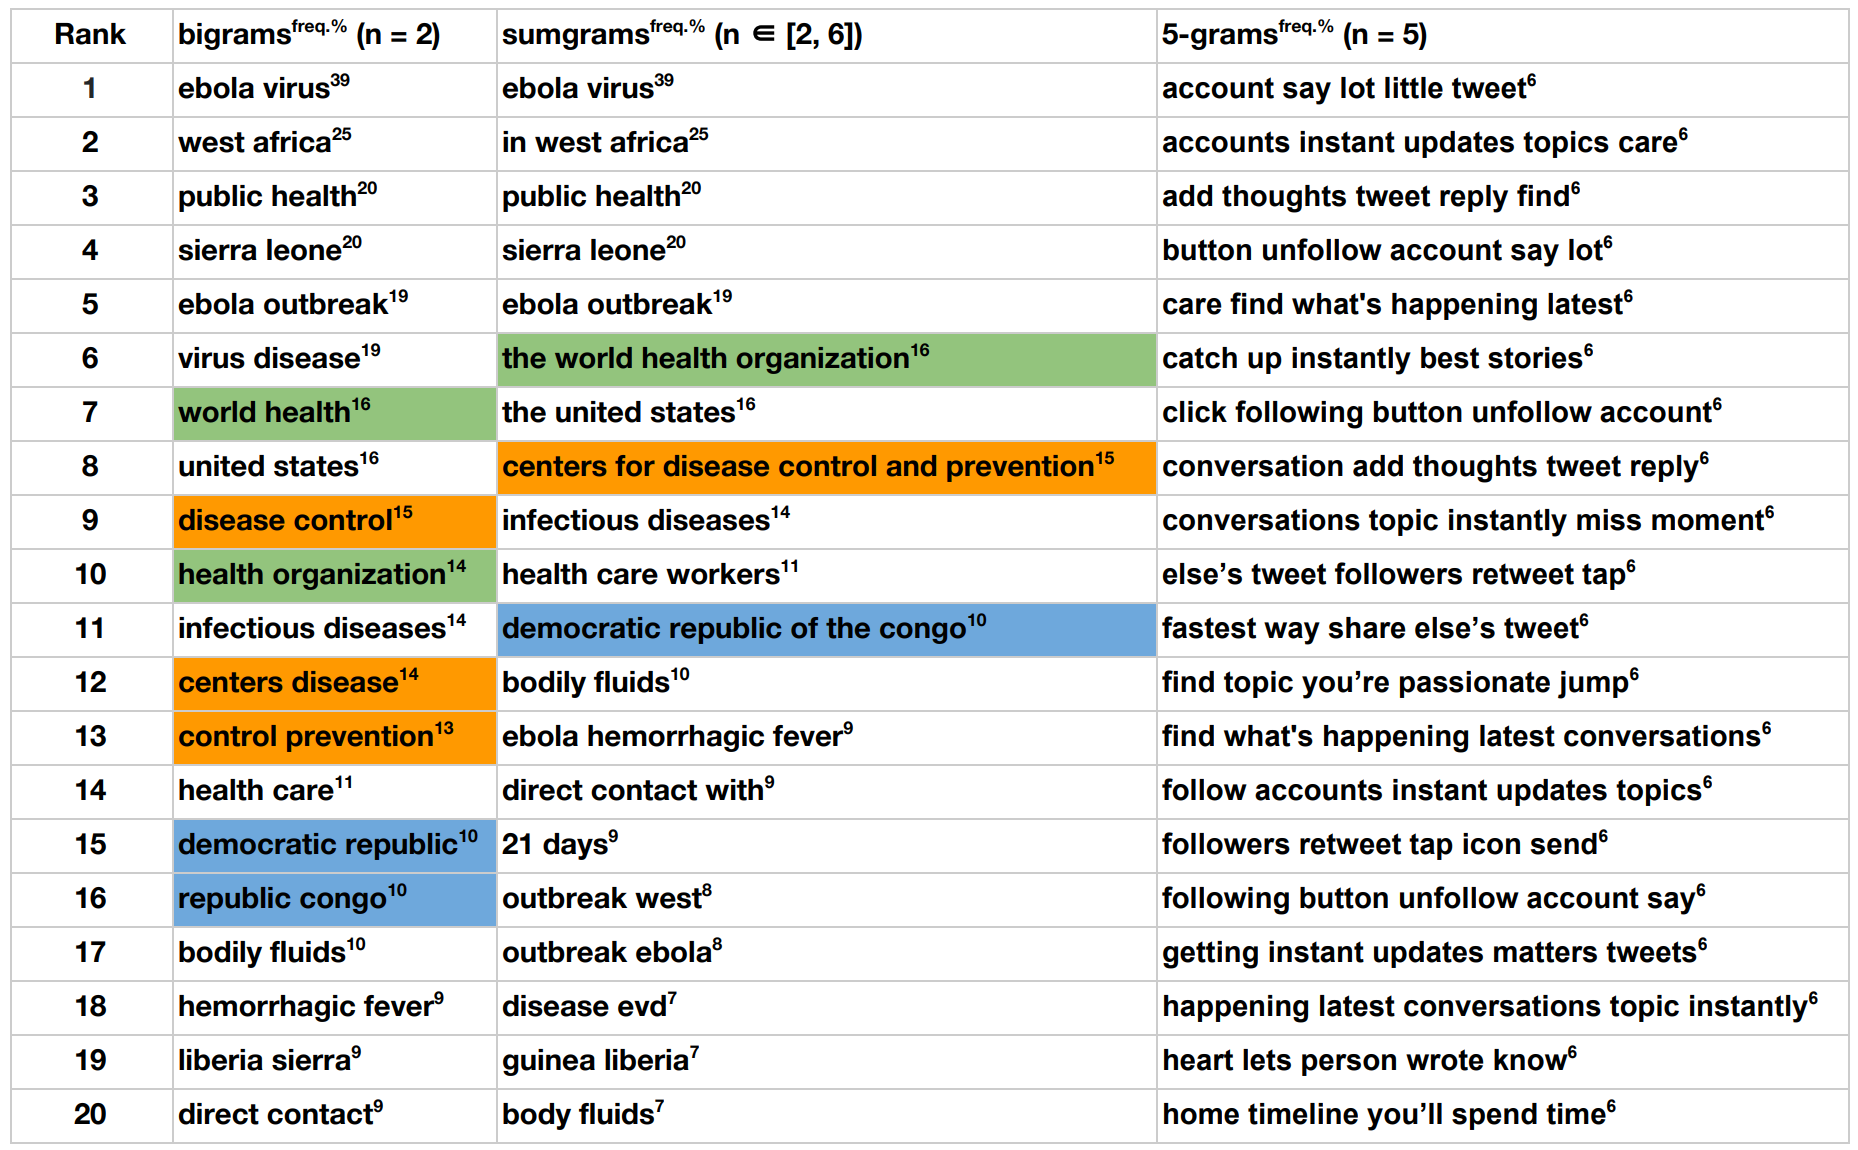 Rank bigrams^freq.% (n = 2) sumgrams^freq.% (n ∈ [2, 6]) 5-grams^freq.% (n = 5)
1 ebola virus^39 ebola virus^39 account say lot little tweet^6
2 west africa^25 in west africa^25 accounts instant updates topics care^6
3 public health^20 public health^20 add thoughts tweet reply find^6
4 sierra leone^20 sierra leone^20 button unfollow account say lot^6
5 ebola outbreak^19 ebola outbreak^19 care find what's happening latest^6
6 virus disease^19 the world health organization^16 catch up instantly best stories^6
7 world health^16 the united states^16 click following button unfollow account^6
8 united states^16 centers for disease control and prevention^15 conversation add thoughts tweet reply^6
9 disease control^15 infectious diseases^14 conversations topic instantly miss moment^6
10 health organization^14 health care workers^11 else’s tweet followers retweet tap^6
11 infectious diseases^14 democratic republic of the congo^10 fastest way share else’s tweet^6
12 centers disease^14 bodily fluids^10 find topic you’re passionate jump^6
13 control prevention^13 ebola hemorrhagic fever^9 find what's happening latest conversations^6
14 health care^11 direct contact with^9 follow accounts instant updates topics^6
15 democratic republic^10 21 days^9 followers retweet tap icon send^6
16 republic congo^10 outbreak west^8 following button unfollow account say^6
17 bodily fluids^10 outbreak ebola^8 getting instant updates matters tweets^6
18 hemorrhagic fever^9 disease evd^7 happening latest conversations topic instantly^6
19 liberia sierra^9 guinea liberia^7 heart lets person wrote know^6
20 direct contact^9 body fluids^7 home timeline you’ll spend time^6